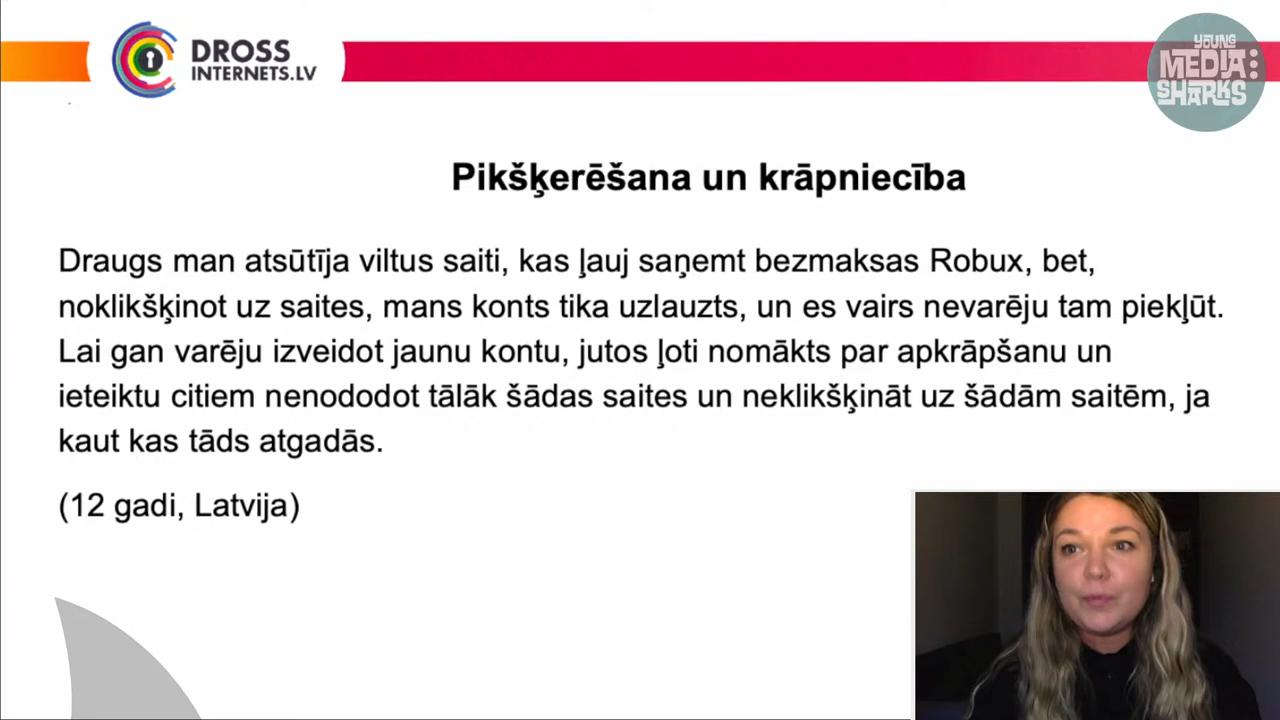 DROSS
INTERNETS.LV
YOUNG
MEDIA:
SHARKS
Pikšķerēšana un krāpniecība
Draugs man atsūtīja viltus saiti, kas ļauj saņemt bezmaksas Robux, bet,
noklikšķinot uz saites, mans konts tika uzlauzts, un es vairs nevarēju tam piekļūt.
Lai gan varēju izveidot jaunu kontu, jutos ļoti nomākts par apkrāpšanu un
ieteiktu citiem nenododot tālāk šādas saites un neklikšķināt uz šādām saitēm, ja
kaut kas tāds atgadās.
(12 gadi, Latvija)